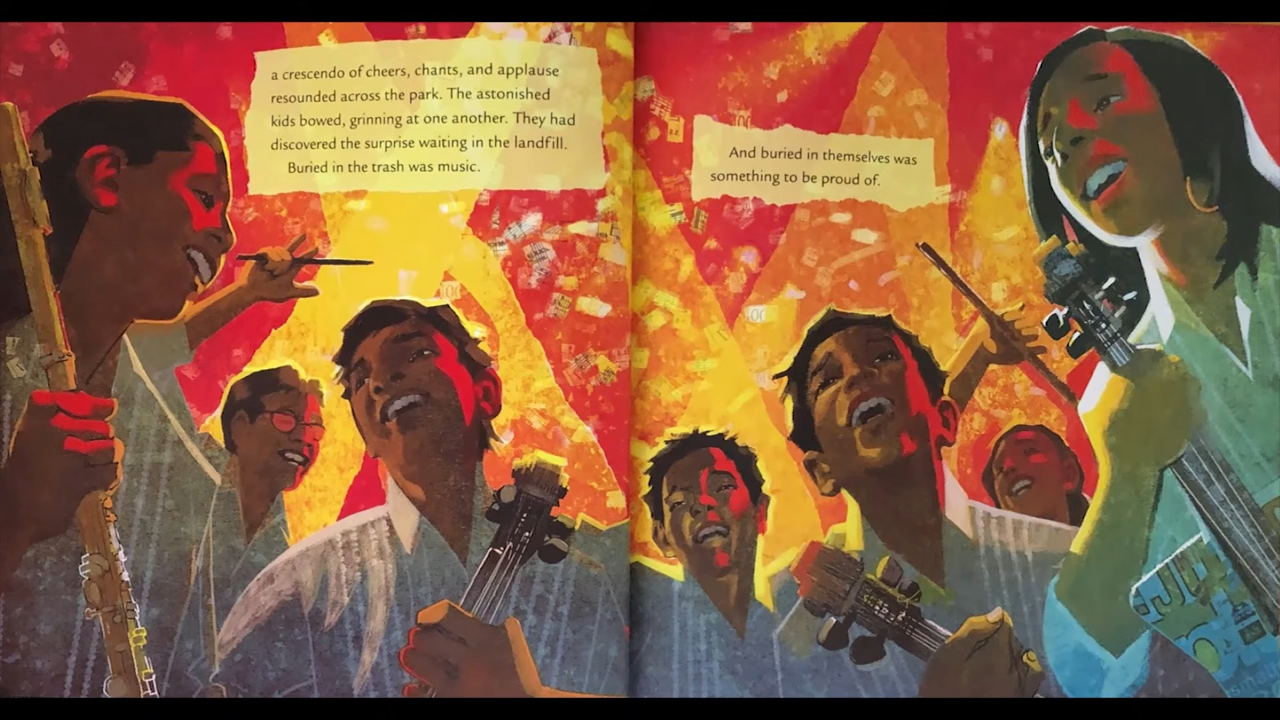 a crescendo of cheers, chants, and applause
resounded across the park. The astonished
kids bowed, grinning at one another. They had
discovered the surprise waiting in the landfill.
Buried in the trash was music.
And buried in themselves was
something to be proud of.